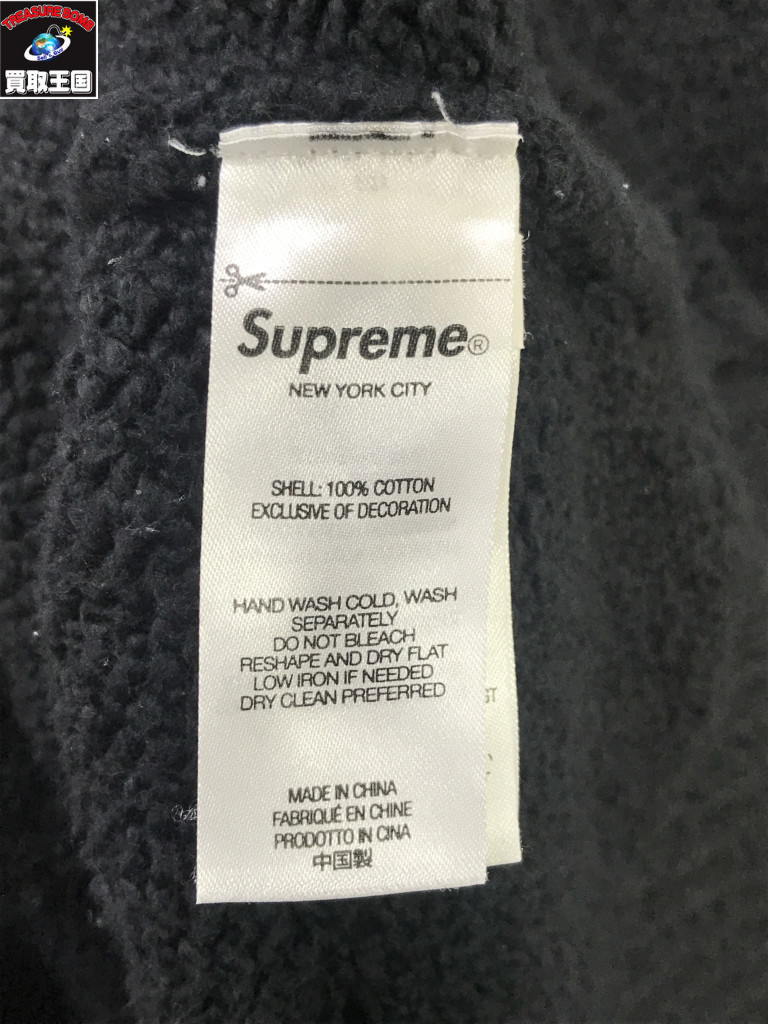 TREASURE BOMB
買取王国
Supreme®
NEW YORK CITY
SHELL: 100% COTTON
EXCLUSIVE OF DECORATION
HAND WASH COLD, WASH
SEPARATELY
DO NOT BLEACH
RESHAPE AND DRY FLAT
LOW IRON IF NEEDED
DRY CLEAN PREFERRED
MADE IN CHINA
FABRIQUÉ EN CHINE
PRODOTTO IN CINA
中国製